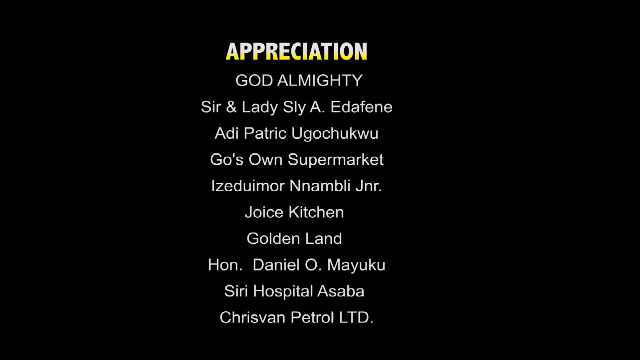 APPRECIATION
GOD ALMIGHTY
Sir & Lady Sly A. Edafene
Adi Patric Ugochukwu
Go's Own Supermarket
Izeduimor Nnambli Jnr.
Joice Kitchen
Golden Land
Hon.  Daniel O. Mayuku
Siri Hospital Asaba
Chrisvan Petrol LTD.